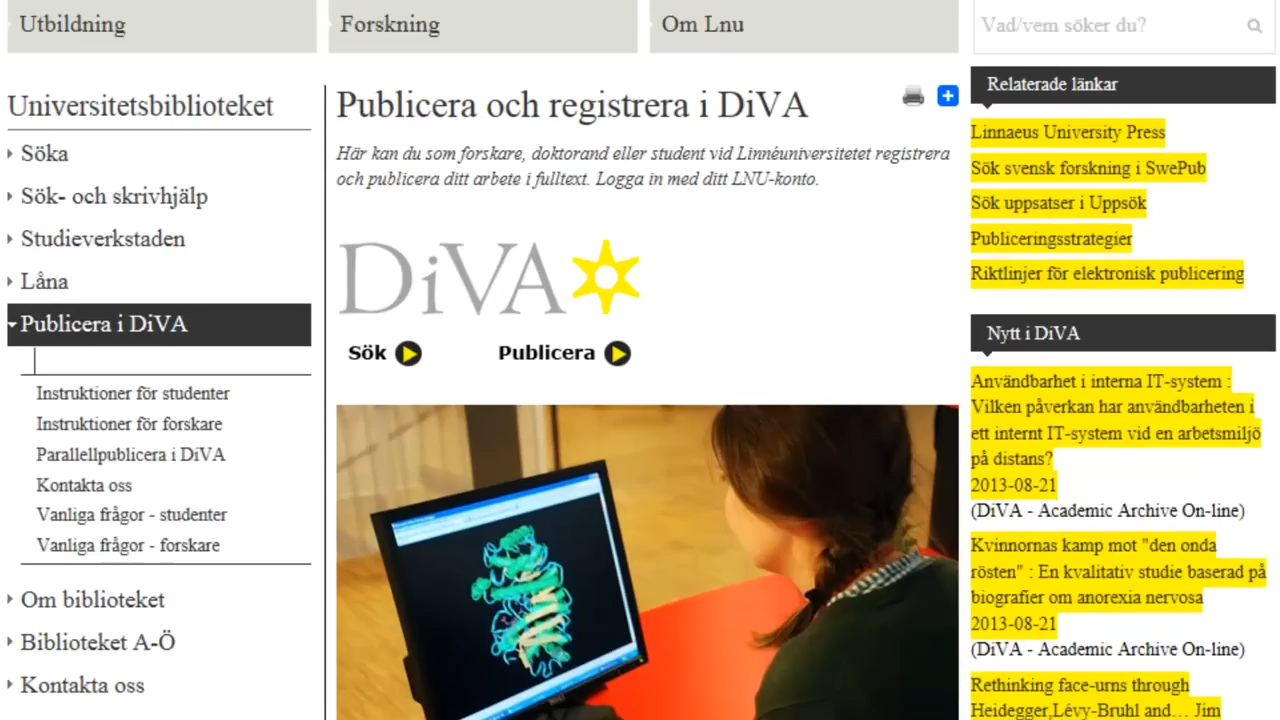 Utbildning
Forskning
Om Lnu
Vad/vem söker du?
Universitetsbiblioteket
Söka
Sök- och skrivhjälp
Studieverkstaden
Låna
Publicera i DiVA
Instruktioner för studenter
Instruktioner för forskare
Parallellpublicera i DiVA
Kontakta oss
Vanliga frågor - studenter
Vanliga frågor - forskare
Om biblioteket
Biblioteket A-Ö
Kontakta oss
Publicera och registrera i DiVA
Här kan du som forskare, doktorand eller student vid Linnéuniversitetet registrera
och publicera ditt arbete i fulltext. Logga in med ditt LNU-konto.
DiVA
Sök
Publicera
Relaterade länkar
Linnaeus University Press
Sök svensk forskning i SwePub
Sök uppsatser i Uppsök
Publiceringsstrategier
Riktlinjer för elektronisk publicering
Nytt i DiVA
Användbarhet i interna IT-system :
Vilken påverkan har användbarheten i
ett internt IT-system vid en arbetsmiljö
på distans?
2013-08-21
(DiVA - Academic Archive On-line)
Kvinnornas kamp mot "den onda
rösten" : En kvalitativ studie baserad på
biografier om anorexia nervosa
2013-08-21
(DiVA - Academic Archive On-line)
Rethinking face-urns through
Heidegger,Lévy-Bruhl and… Jim